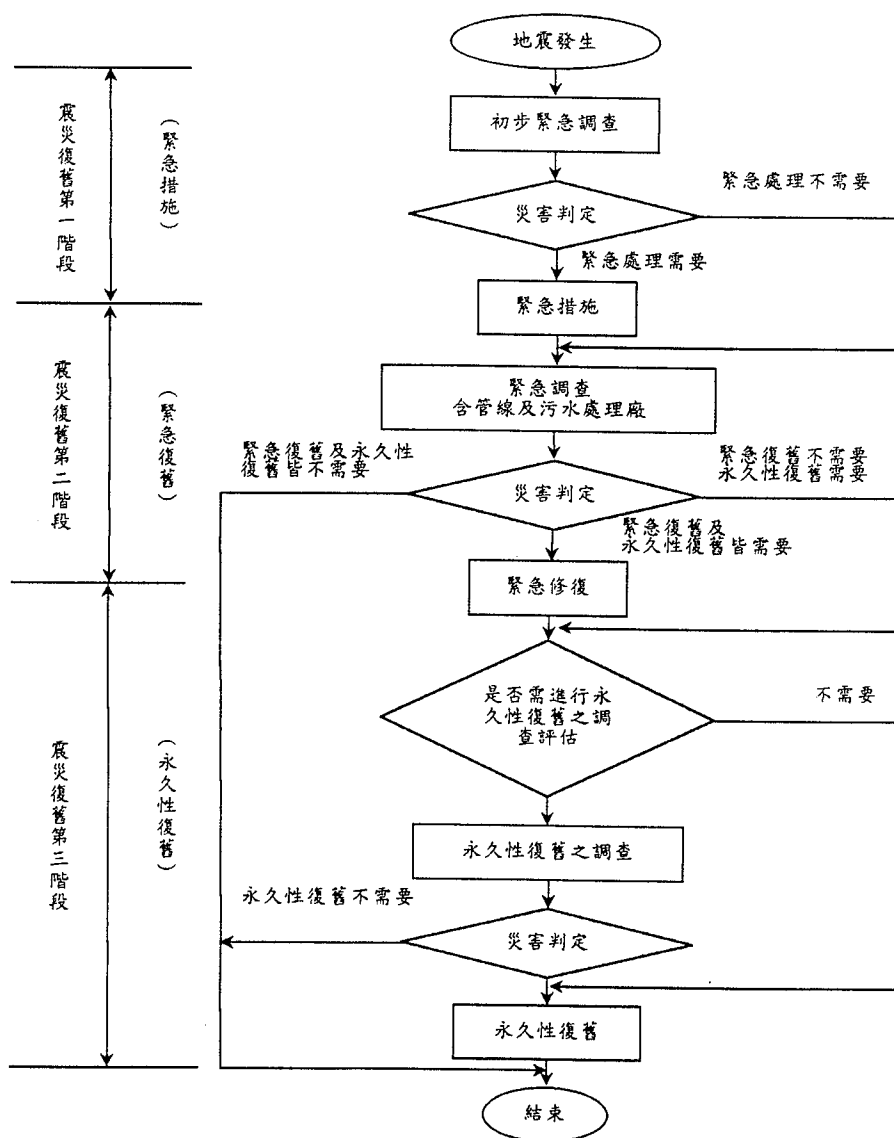 地震發生
初步緊急調查
緊急處理不需要
災害判定
緊急處理需要
緊急措施
震災復舊第一階段
（緊急措施）
緊急調查
含管線及污水處理廠
緊急復舊及永久性
復舊皆不需要
緊急復舊不需要
永久性復舊需要
災害判定
緊急復舊及
永久性復舊皆需要
緊急修復
震災復舊第二階段
（緊急復舊）
是否需進行永
久性復舊之調
查評估
不需要
永久性復舊之調查
永久性復舊不需要
災害判定
永久性復舊
震災復舊第三階段
（永久性復舊）
結束